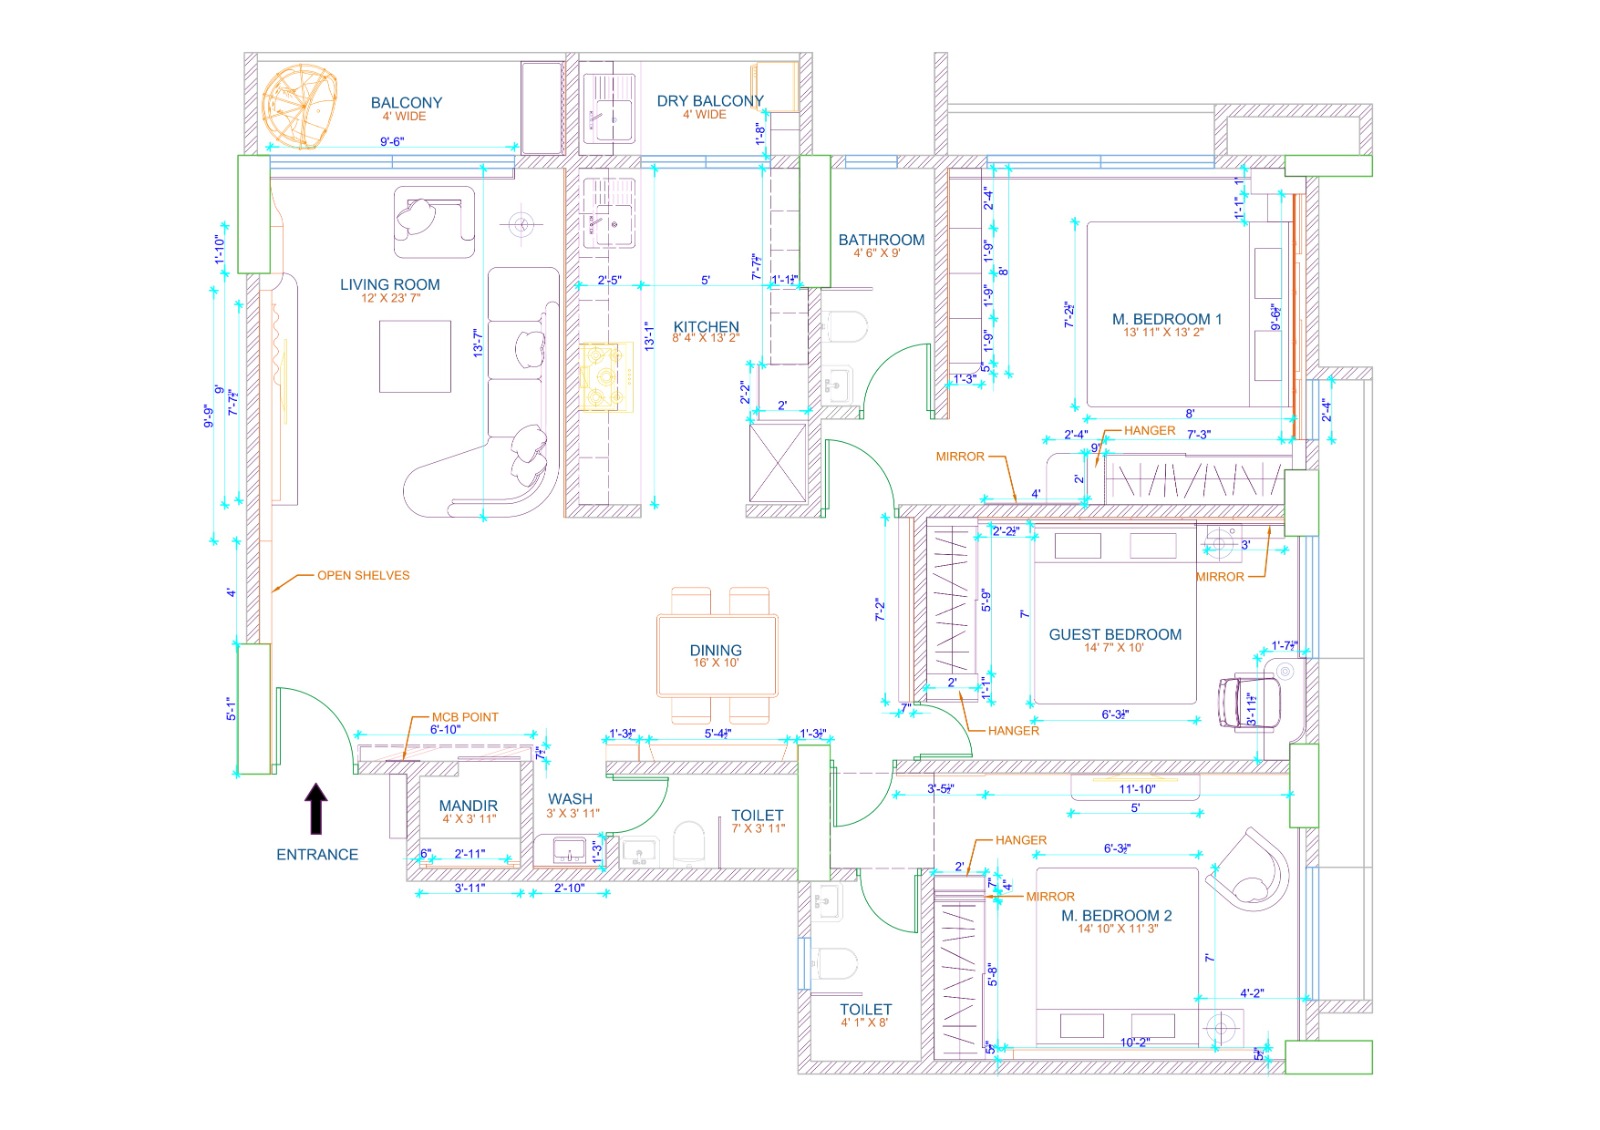 BALCONY
4' WIDE
9'-6"
DRY BALCONY
4' WIDE
1'-8"
LIVING ROOM
12' X 23' 7"
13'-7"
1'-10"
9'
9'-9"
7'-7½"
KITCHEN
8' 4" X 13' 2"
2'-5"
5'
7'-7½"
1'-1½"
13'-1"
2'-2"
2'
BATHROOM
4' 6" X 9'
M. BEDROOM 1
13' 11" X 13' 2"
2'-4"
1'-9"
1'-9"
1'-9"
5"
8'
1'-3"
1'
1'-1"
7'-2½"
9'-6½"
8'
2'-4"
7'-3"
2'-4"
HANGER
9"
MIRROR
2'
4'
OPEN SHELVES
4'
5'-1"
DINING
16' X 10'
7'-2"
7"
GUEST BEDROOM
14' 7" X 10'
2'-2½"
5'-9"
7'
3'
MIRROR
1'-7½"
3'-11½"
2'
1'-1"
6'-3½"
HANGER
MCB POINT
6'-10"
7½"
1'-3½"
5'-4½"
1'-3½"
ENTRANCE
MANDIR
4' X 3' 11"
6"
2'-11"
3'-11"
WASH
3' X 3' 11"
1'-3"
2'-10"
TOILET
7' X 3' 11"
3'-5½"
11'-10"
5'
HANGER
6'-3½"
2'
7"
4"
MIRROR
M. BEDROOM 2
14' 10" X 11' 3"
5'-8"
7'
4'-2"
10'-2"
5"
5½"
TOILET
4' 1" X 8'